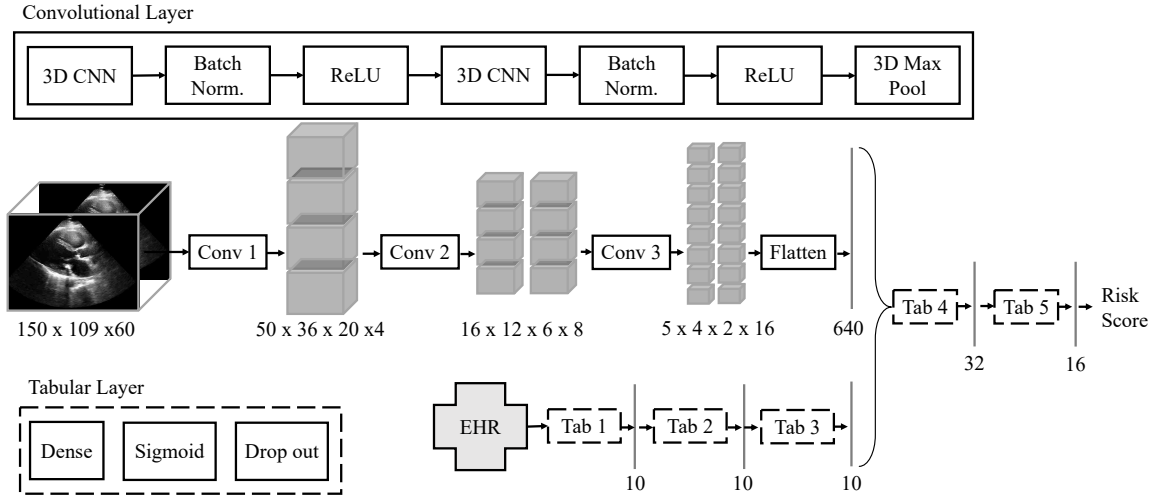 Convolutional Layer
3D CNN
Batch
Norm.
ReLU
3D CNN
Batch
Norm.
ReLU
3D Max
Pool
Conv 1
Conv 2
Conv 3
Flatten
150 x 109 x60
50 x 36 x 20 x4
16 x 12 x 6 x 8
5 x 4 x 2 x 16
640
Tab 4
Tab 5
Risk
Score
32
16
Tabular Layer
Dense
Sigmoid
Drop out
EHR
Tab 1
Tab 2
Tab 3
10
10
10